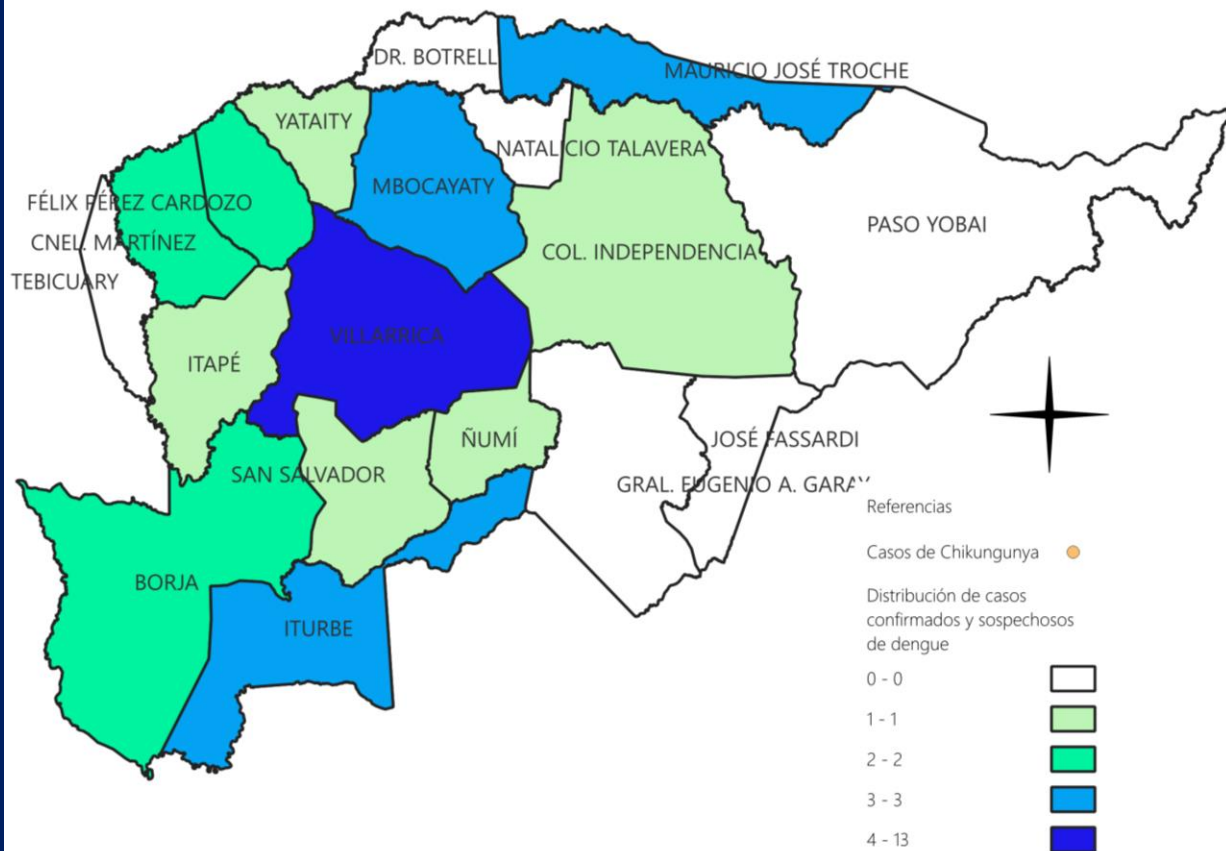 DR. BOTRELL
MAURICIO JOSÉ TROCHE
YATAITY
NATALICIO TALAVERA
MBOCAYATY
FÉLIX PÉREZ CARDOZO
PASO YOBAI
CNEL. MARTÍNEZ
COL. INDEPENDENCIA
TEBICUARY
VILLARRICA
ITAPÉ
ÑUMÍ
JOSÉ FASSARDI
SAN SALVADOR
GRAL. EUGENIO A. GARAY
BORJA
ITURBE
Referencias
Casos de Chikungunya
Distribución de casos
confirmados y sospechosos
de dengue
0 - 0
1 - 1
2 - 2
3 - 3
4 - 13